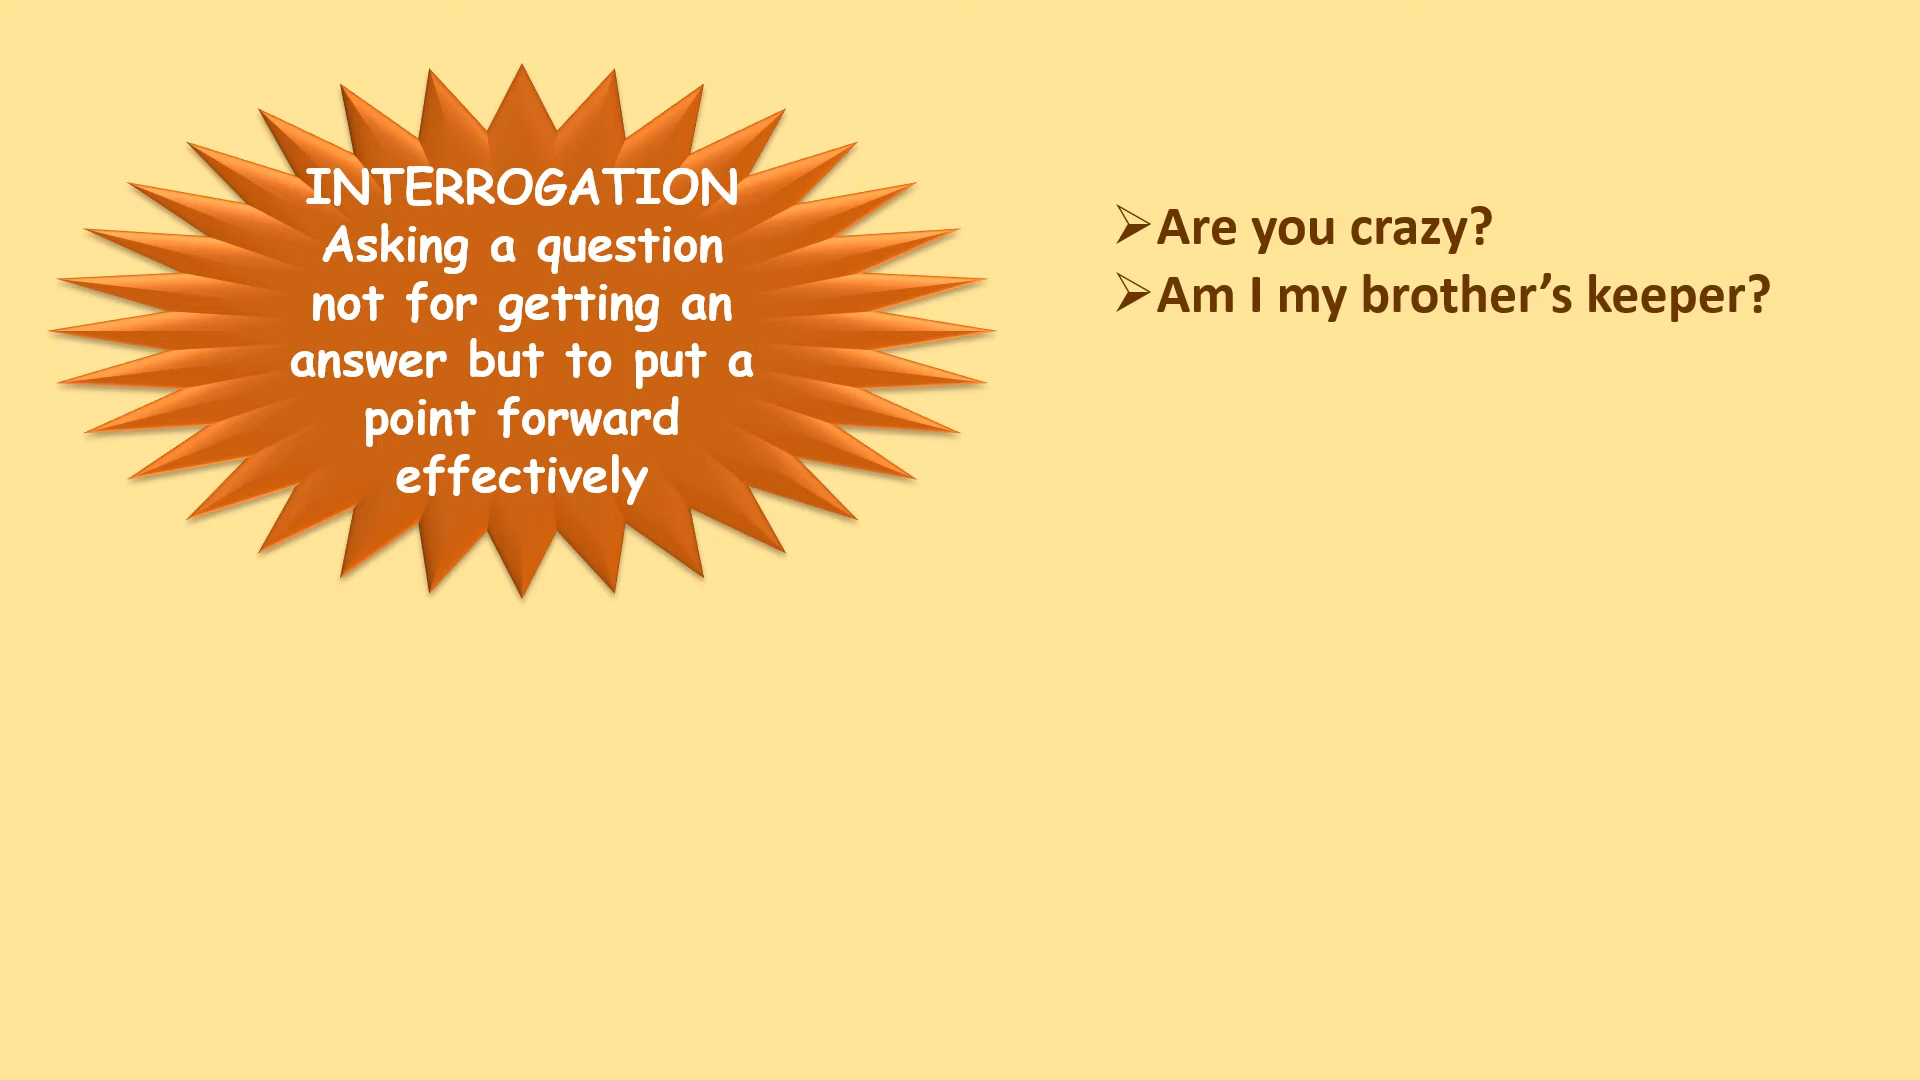 INTERROGATION
Asking a question
not for getting an
answer but to put a
point forward
effectively
➢Are you crazy?
➢Am I my brother’s keeper?